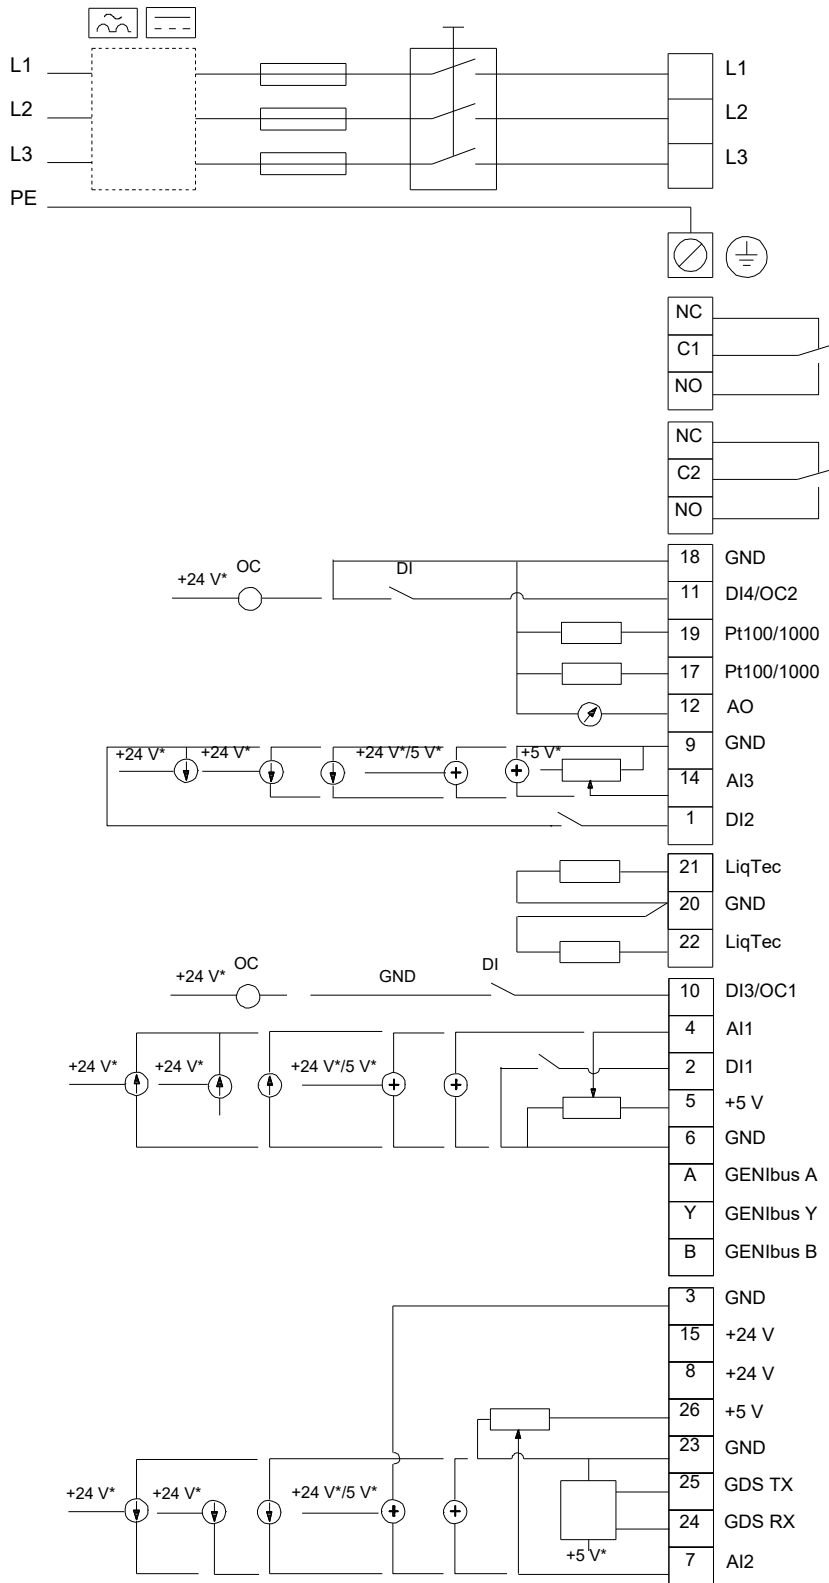 L1 L1
L2 L2
L3 L3
PE
NC
C1
NO
NC
C2
NO
18 GND
+24 V* OC DI 11 DI4/OC2
19 Pt100/1000
17 Pt100/1000
12 AO
9 GND
+24 V* +24 V* +24 V*/5 V* +5 V*
14 AI3
1 DI2
21 LiqTec
20 GND
22 LiqTec
+24 V* OC GND DI 10 DI3/OC1
4 AI1
+24 V* +24 V* +24 V*/5 V* 2 DI1
5 +5 V
6 GND
A GENIbus A
Y GENIbus Y
B GENIbus B
3 GND
15 +24 V
8 +24 V
26 +5 V
23 GND
+24 V* +24 V* +24 V*/5 V* 25 GDS TX
24 GDS RX
+5 V* 7 AI2